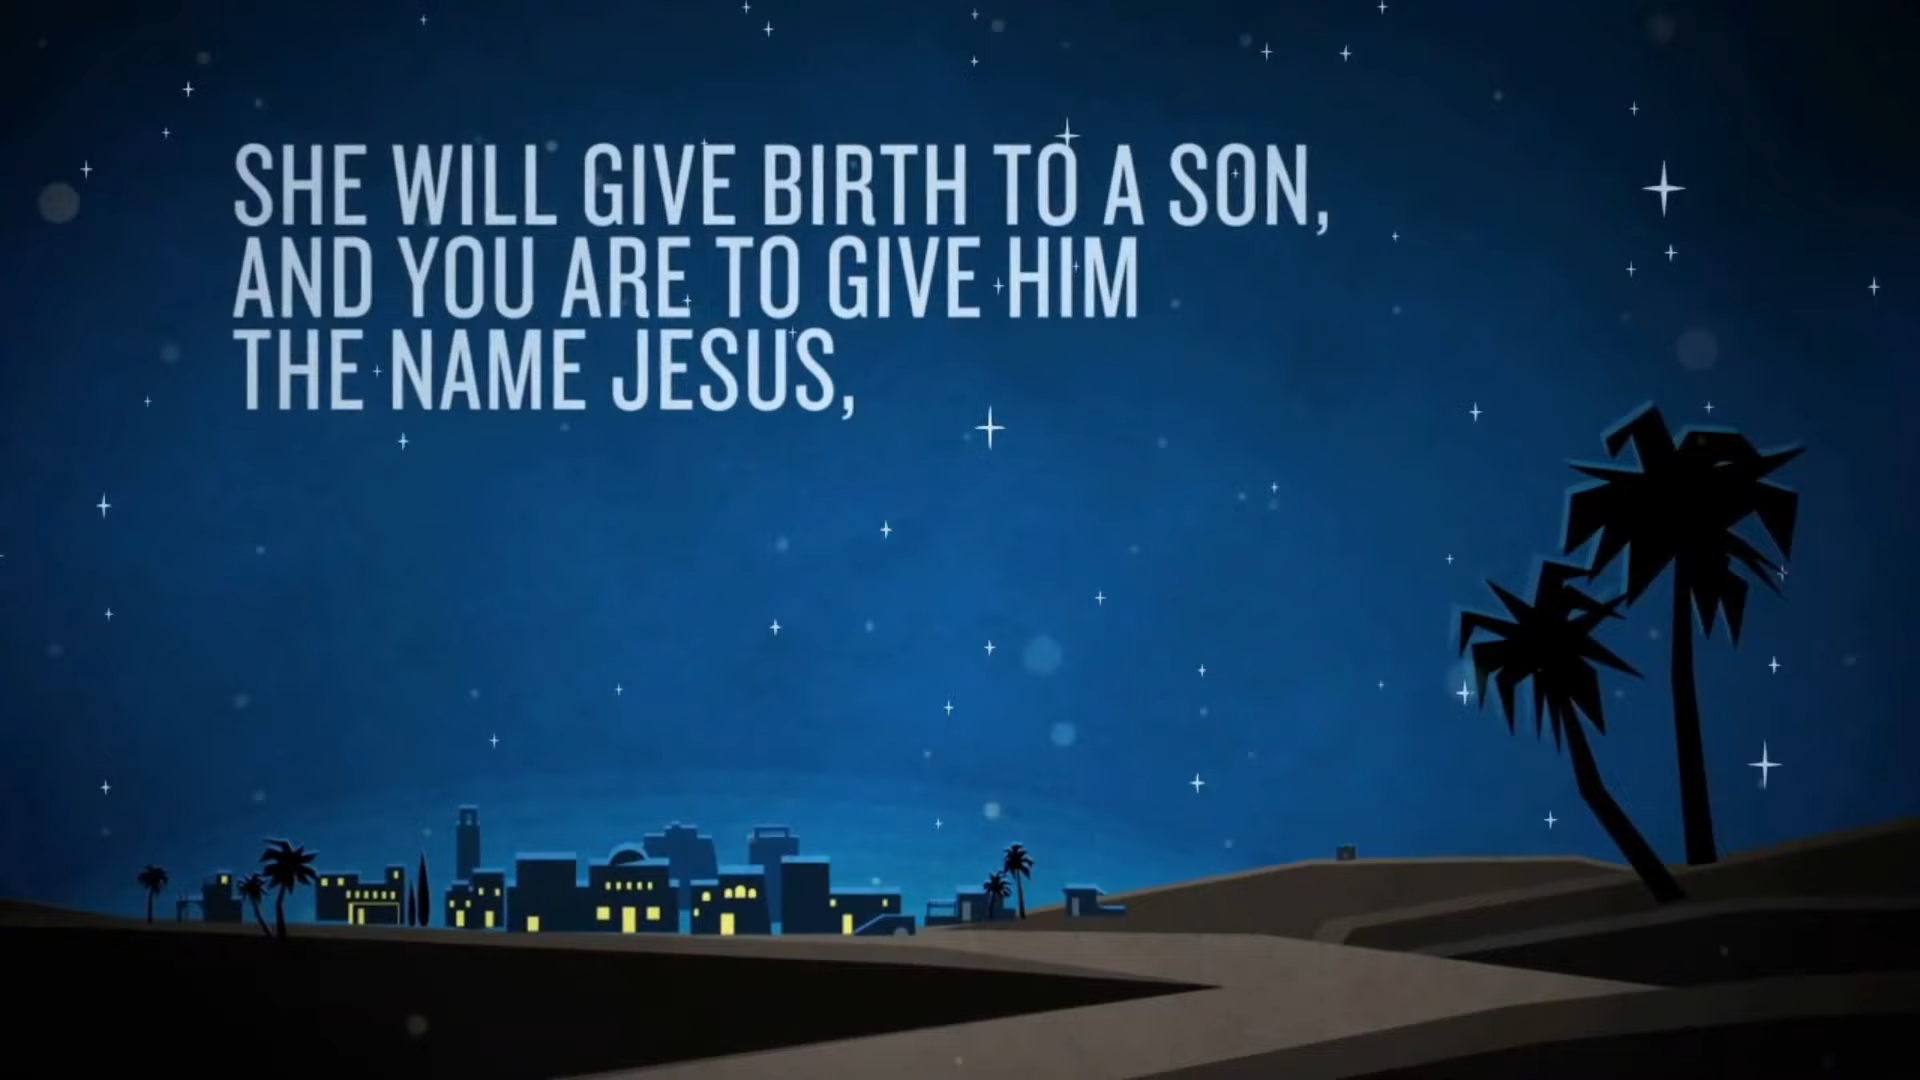 SHE WILL GIVE BIRTH TO A SON,
AND YOU ARE TO GIVE HIM
THE NAME JESUS,